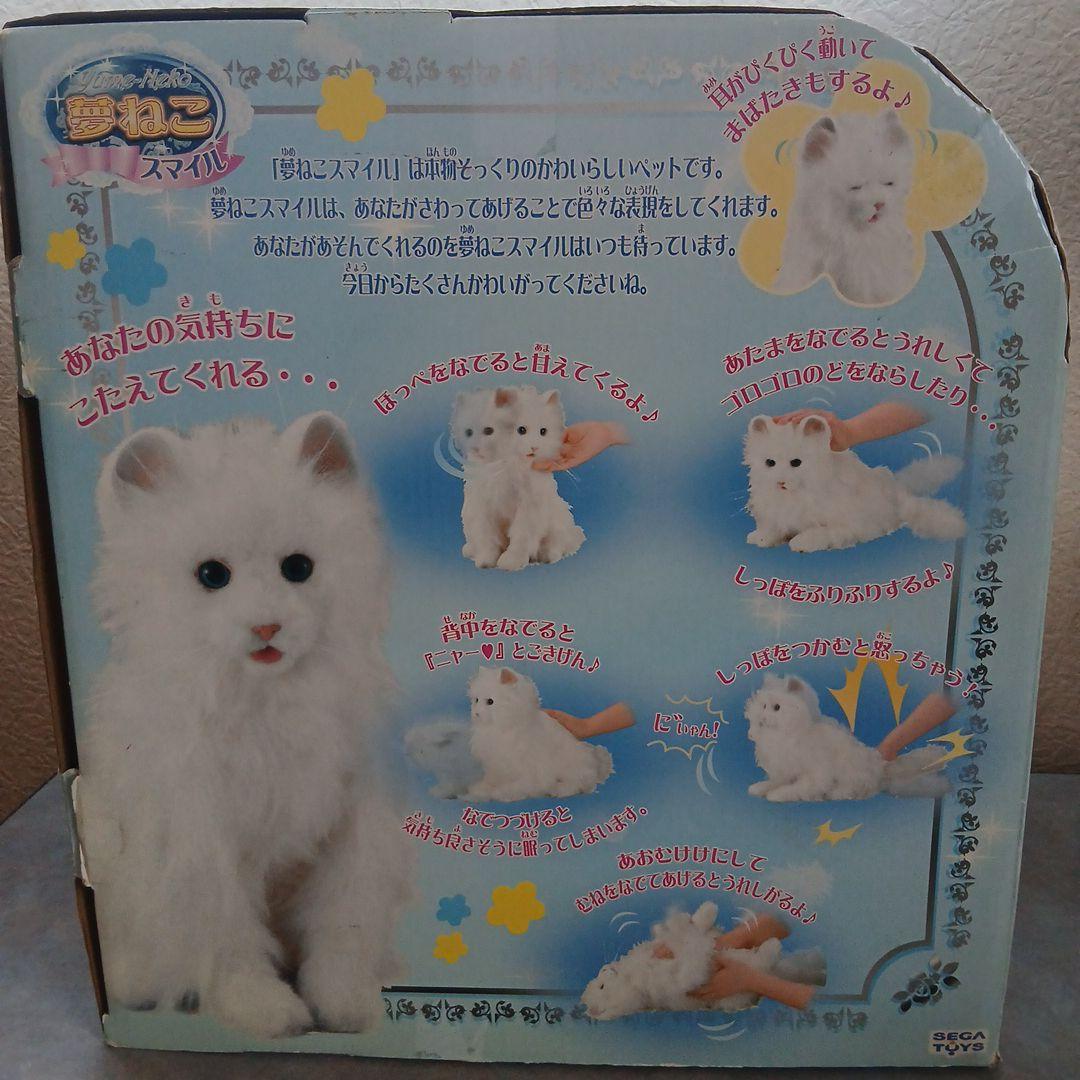 Yume-Neko
夢ねこ
スマイル
耳がぴくぴく動いて
まばたきもするよ♪
「夢ねこスマイル」は本物そっくりのかわいらしいペットです。
夢ねこスマイルは、あなたがさわってあげることで色々な表現をしてくれます。
あなたがあそんでくれるのを夢ねこスマイルはいつも待っています。
今日からたくさんかわいがってくださいね。
あなたの気持ちに
こたえてくれる・・・
ほっぺをなでると甘えてくるよ♪
あたまをなでるとうれしくて
ゴロゴロのどをならしたり・・・
しっぽをふりふりするよ♪
背中をなでると
『ニャー♥』とごきげん♪
なでつづけると
気持ち良さそうに眠ってしまいます。
しっぽをつかむと怒っちゃう!
にゃん!
あおむけにして
むねをなでてあげるとうれしがるよ♪
SEGA
TOYS